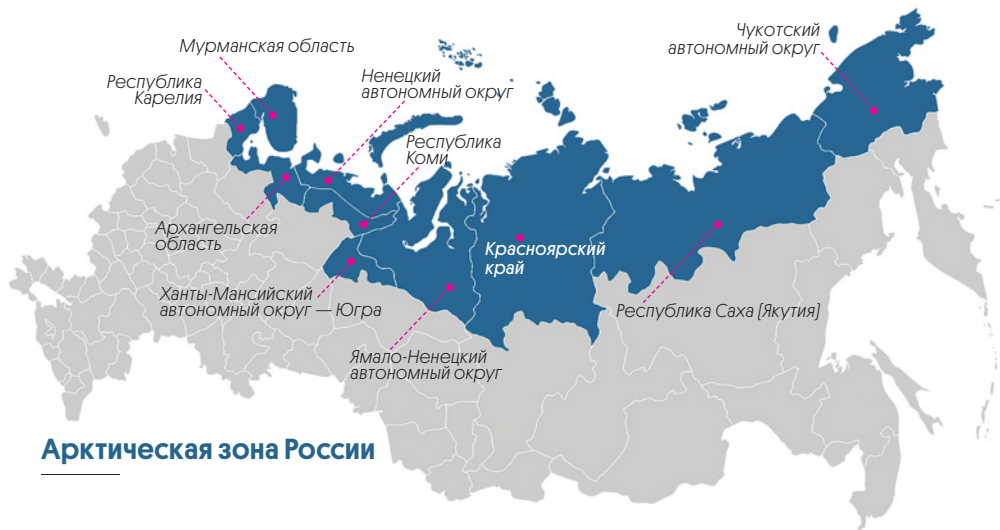 Мурманская область
Республика
Карелия
Ненецкий
автономный округ
Чукотский
автономный округ
Республика
Коми
Архангельская
область
Красноярский
край
Ханты-Мансийский
автономный округ — Югра
Республика Саха (Якутия)
Ямало-Ненецкий
автономный округ
Арктическая зона России